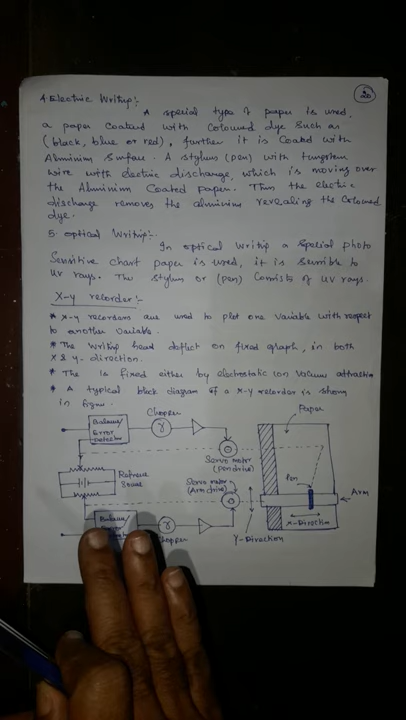 20
4. Electric Writing:-
A special type of paper is used,
a paper Coated with Coloured dye such as
(black, blue or red), further it is Coated with
Aluminium Surface. A stylus (pen) with tungsten
wire with electric discharge, which is moving over
the Aluminium Coated paper. Thus the electric
discharge removes the aluminium revealing the Coloured
dye.
5. Optical Writing:-
In optical writing a special photo
Sensitive chart paper is used, it is sensible to
UV rays. The stylus or (pen) Consists of UV rays.
X-y recorder:-
* X-y recorders are used to plot one variable with respect
to another variable.
* The writing head deflect on fixed graph, in both
X & y- direction.
* The is fixed either by electrostatic (on vacuum attraction
* A typical block diagram of a X-y recorder is shown
in figure.
Balance/
Error
Detector
Chopper
Servo motor
(pen drive)
Paper
Reference
Source
Servo motor
(Arm drive)
Pen
Arm
X-Direction
Balance/
Chopper
Y-Direction